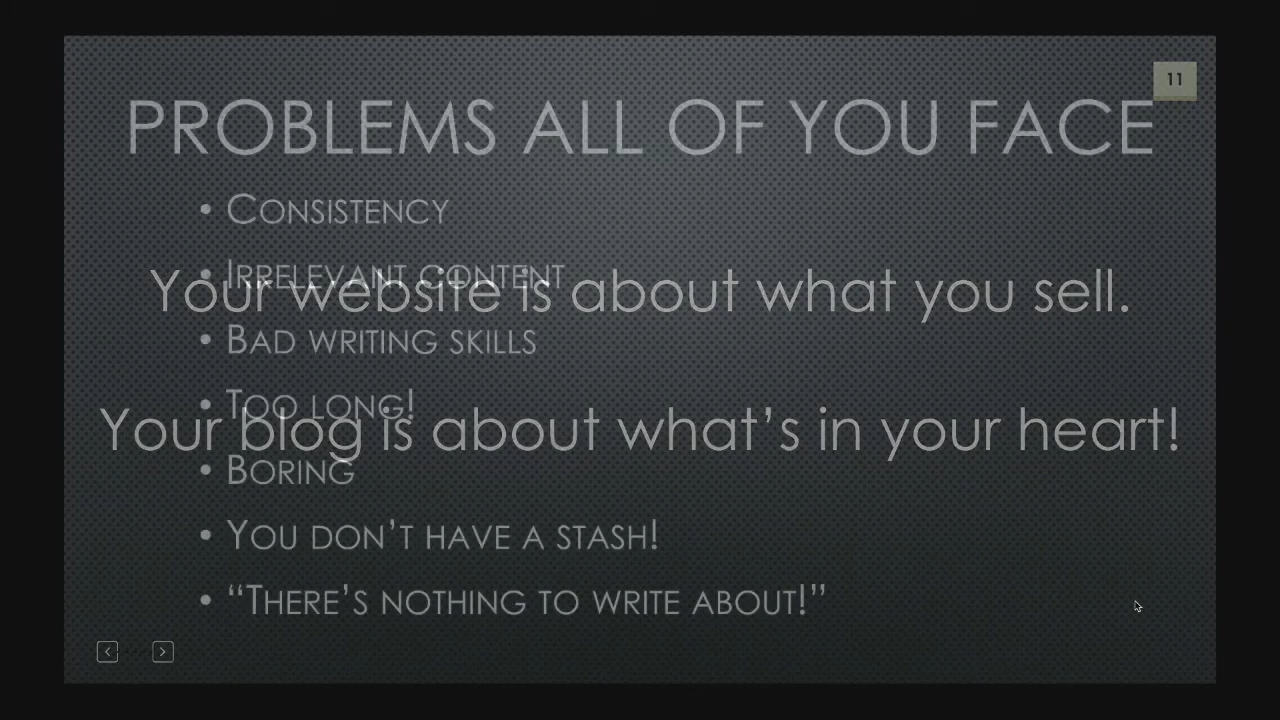 11
PROBLEMS ALL OF YOU FACE
• CONSISTENCY
• IRRELEVANT CONTENT
Your website is about what you sell.
• BAD WRITING SKILLS
• TOO LONG!
Your blog is about what's in your heart!
• BORING
• YOU DON'T HAVE A STASH!
• “THERE'S NOTHING TO WRITE ABOUT!”